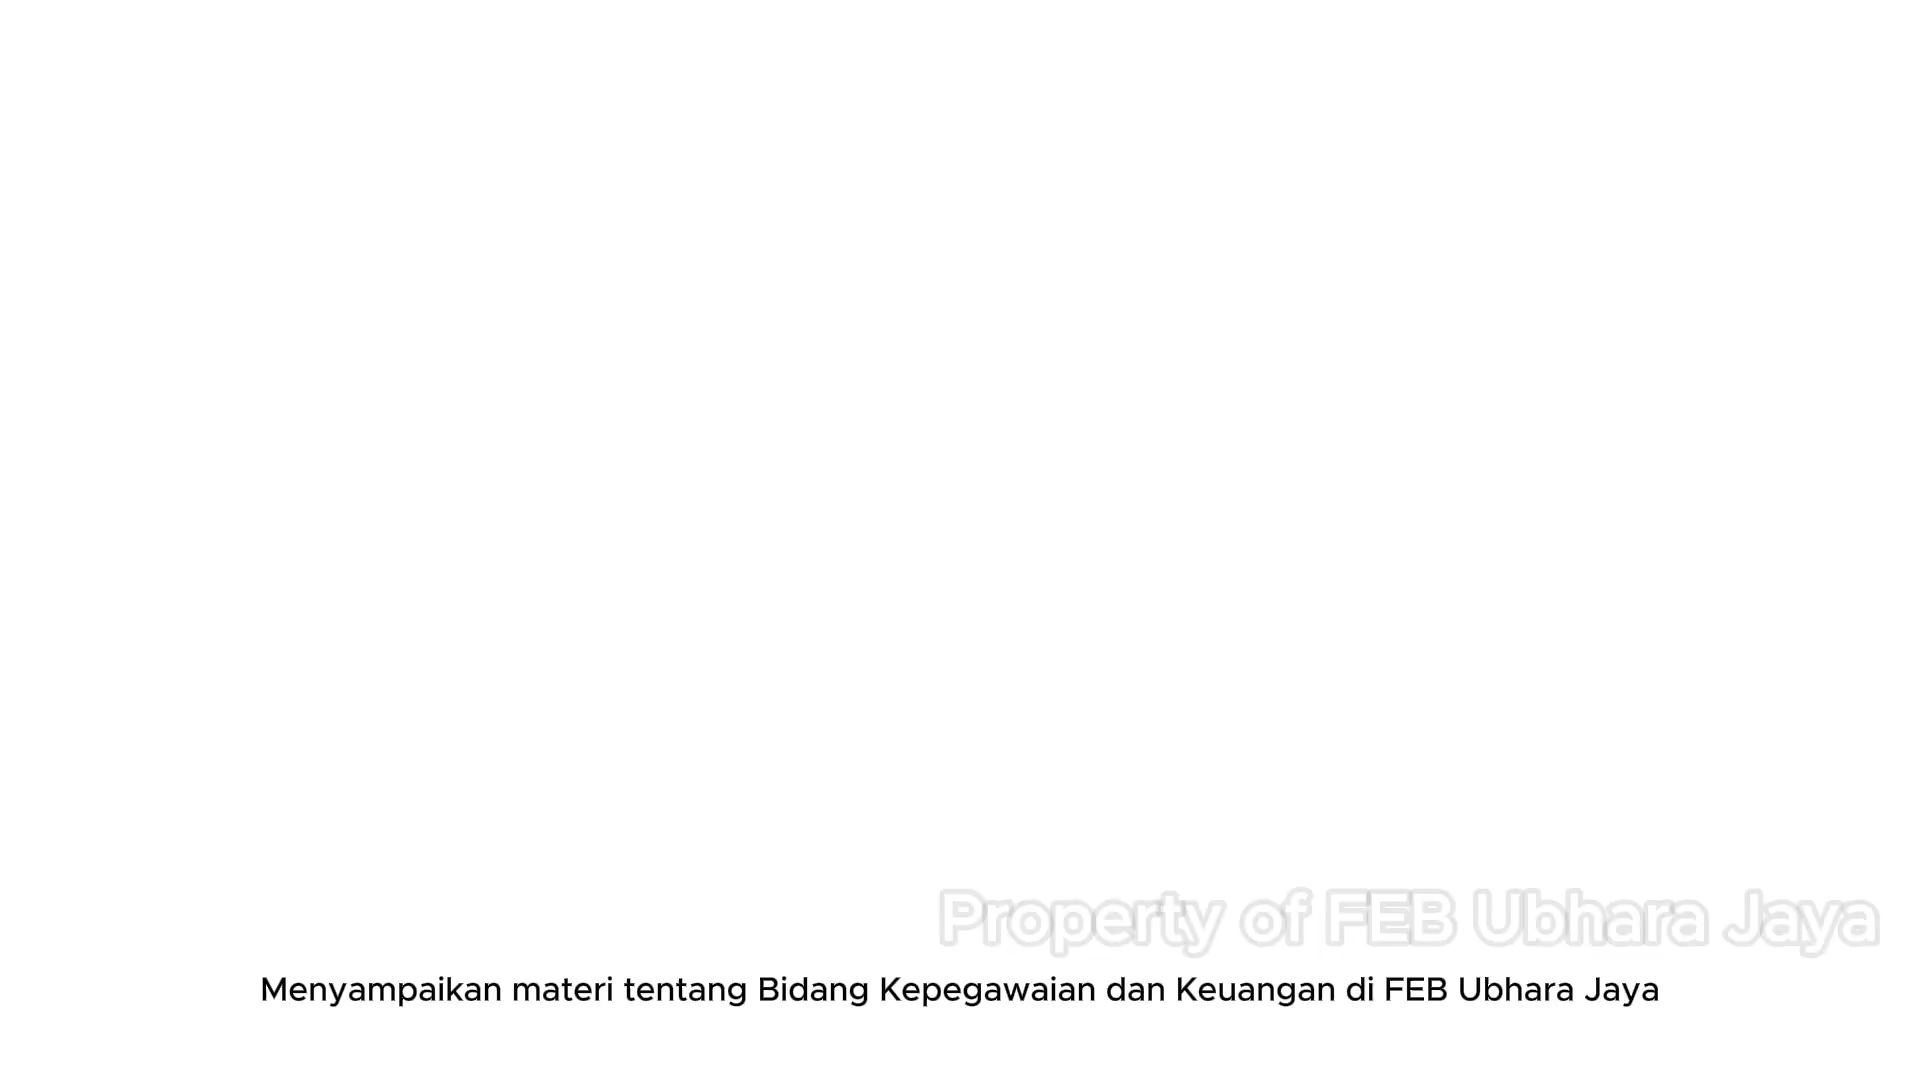 Property of FEB Ubhara Jaya
Menyampaikan materi tentang Bidang Kepegawaian dan Keuangan di FEB Ubhara Jaya